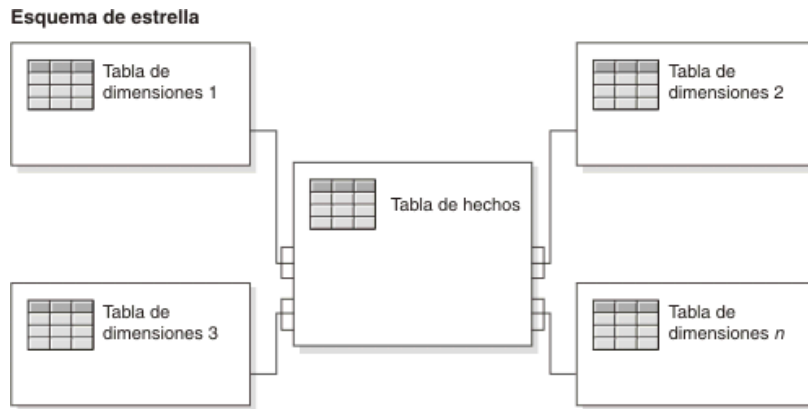 Esquema de estrella
Tabla de
dimensiones 1
Tabla de
dimensiones 2
Tabla de hechos
Tabla de
dimensiones 3
Tabla de
dimensiones n